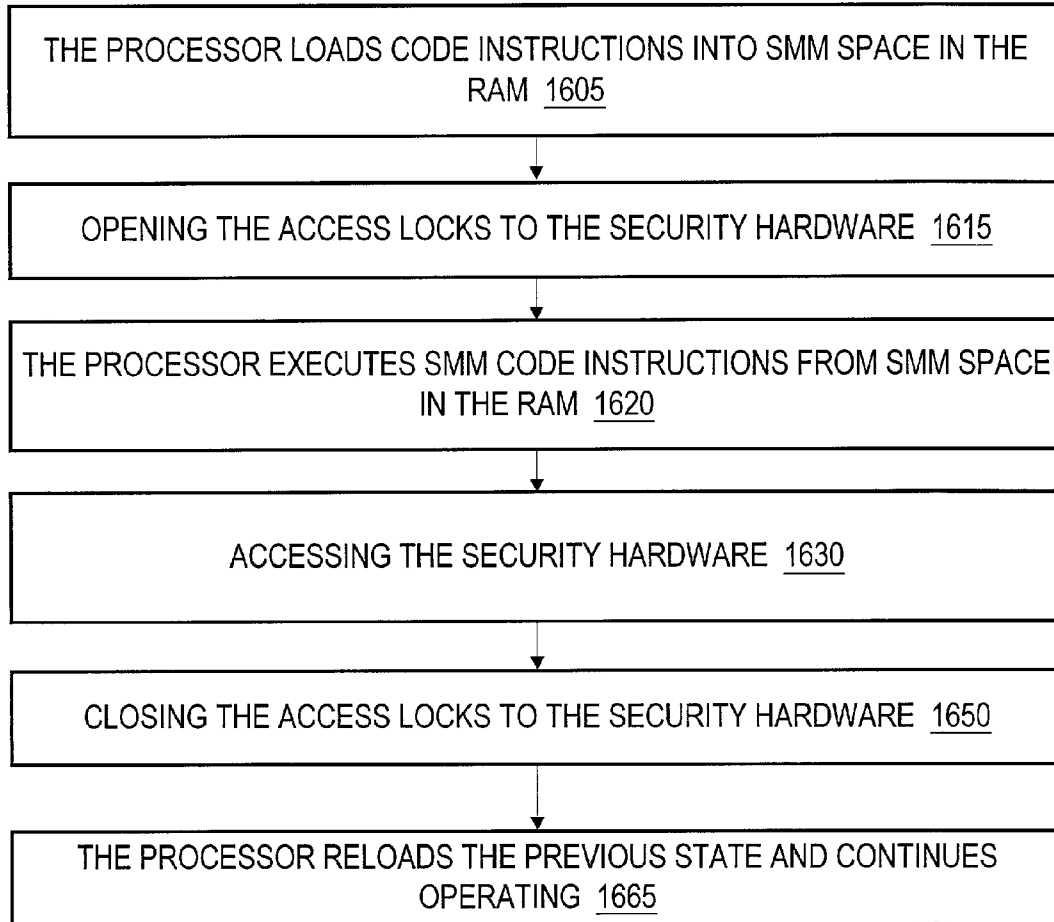 THE PROCESSOR LOADS CODE INSTRUCTIONS INTO SMM SPACE IN THE
RAM 1605
OPENING THE ACCESS LOCKS TO THE SECURITY HARDWARE 1615
THE PROCESSOR EXECUTES SMM CODE INSTRUCTIONS FROM SMM SPACE
IN THE RAM 1620
ACCESSING THE SECURITY HARDWARE 1630
CLOSING THE ACCESS LOCKS TO THE SECURITY HARDWARE 1650
THE PROCESSOR RELOADS THE PREVIOUS STATE AND CONTINUES
OPERATING 1665